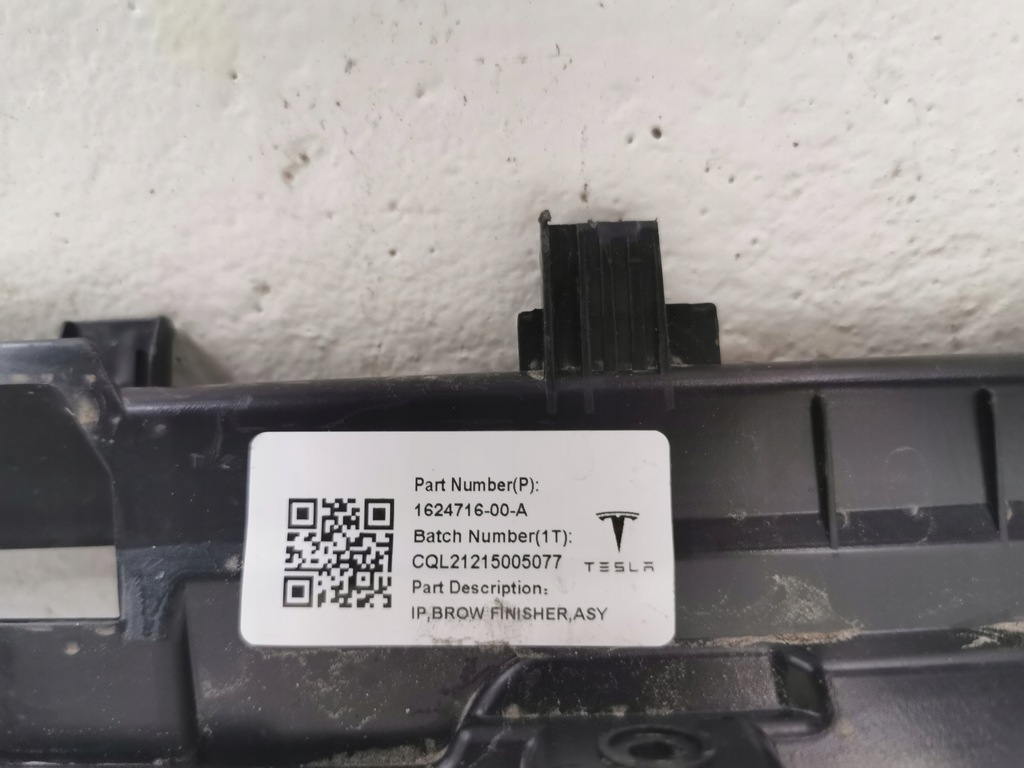 Part Number(P):
1624716-00-A
Batch Number(1T):
CQL21215005077
Part Description:
IP,BROW FINISHER,ASY
TESLA